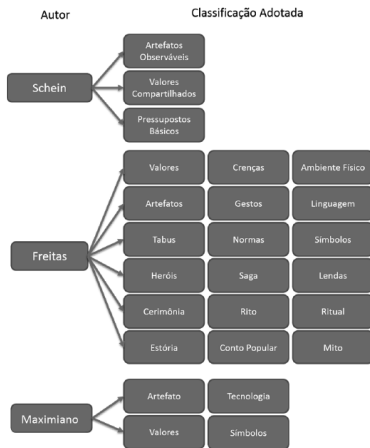 Autor
Classificação Adotada
Schein
Artefatos
Observáveis
Valores
Compartilhados
Pressupostos
Básicos
Freitas
Valores
Crenças
Ambiente Físico
Artefatos
Gestos
Linguagem
Tabus
Normas
Símbolos
Heróis
Saga
Lendas
Cerimônia
Rito
Ritual
Estória
Conto Popular
Mito
Maximiano
Artefato
Tecnologia
Valores
Símbolos